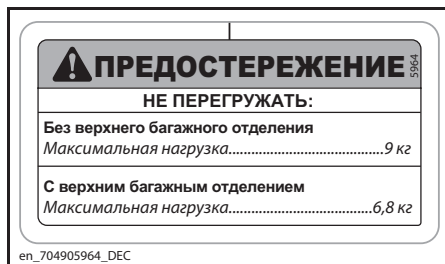 ПРЕДОСТЕРЕЖЕНИЕ
5964
НЕ ПЕРЕГРУЖАТЬ:
Без верхнего багажного отделения
Максимальная нагрузка..........................................9 кг
С верхним багажным отделением
Максимальная нагрузка.......................................6,8 кг
en_704905964_DEC